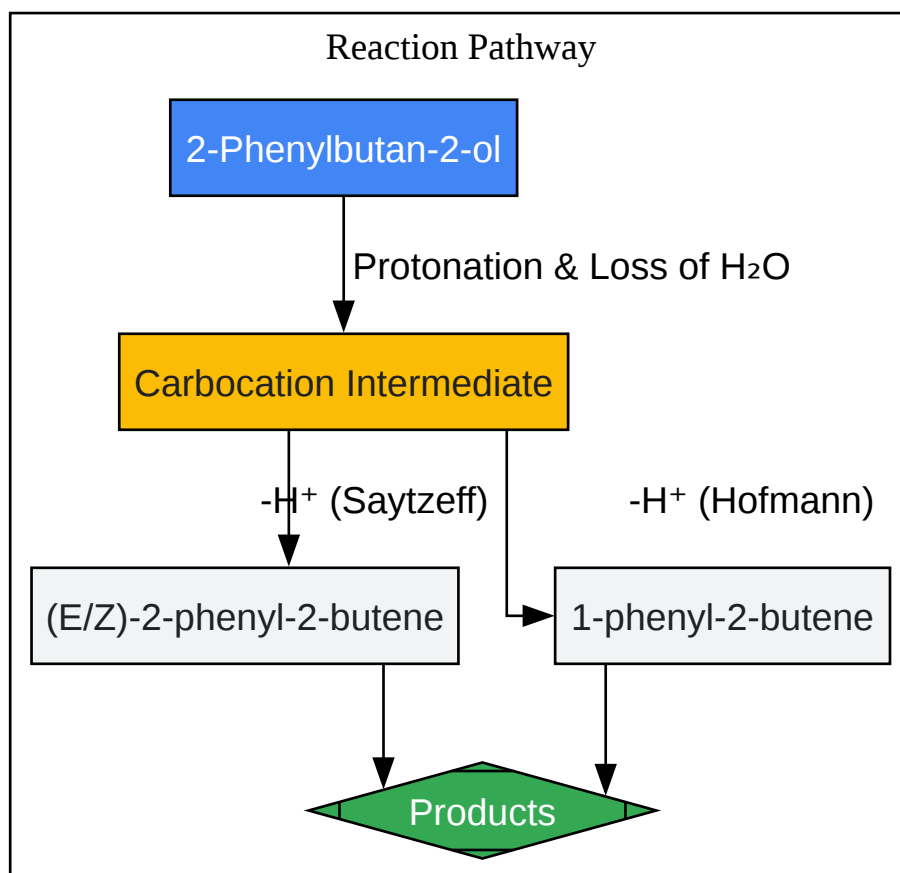 Reaction Pathway
2-Phenylbutan-2-ol
Protonation & Loss of H₂O
Carbocation Intermediate
-H⁺ (Saytzeff)
-H⁺ (Hofmann)
(E/Z)-2-phenyl-2-butene
1-phenyl-2-butene
Products